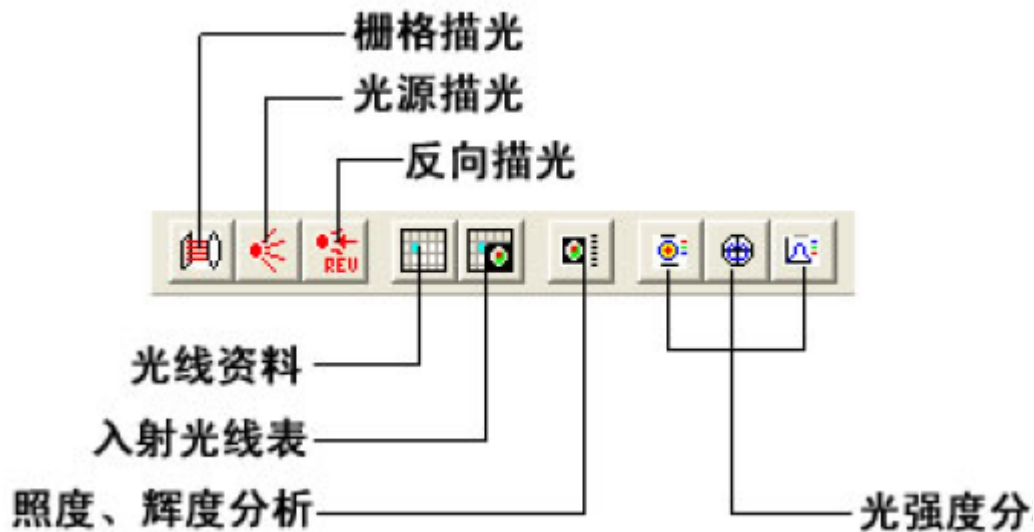 栅格描光
光源描光
反向描光
REV
光线资料
入射光线表
照度、辉度分析
光强度分